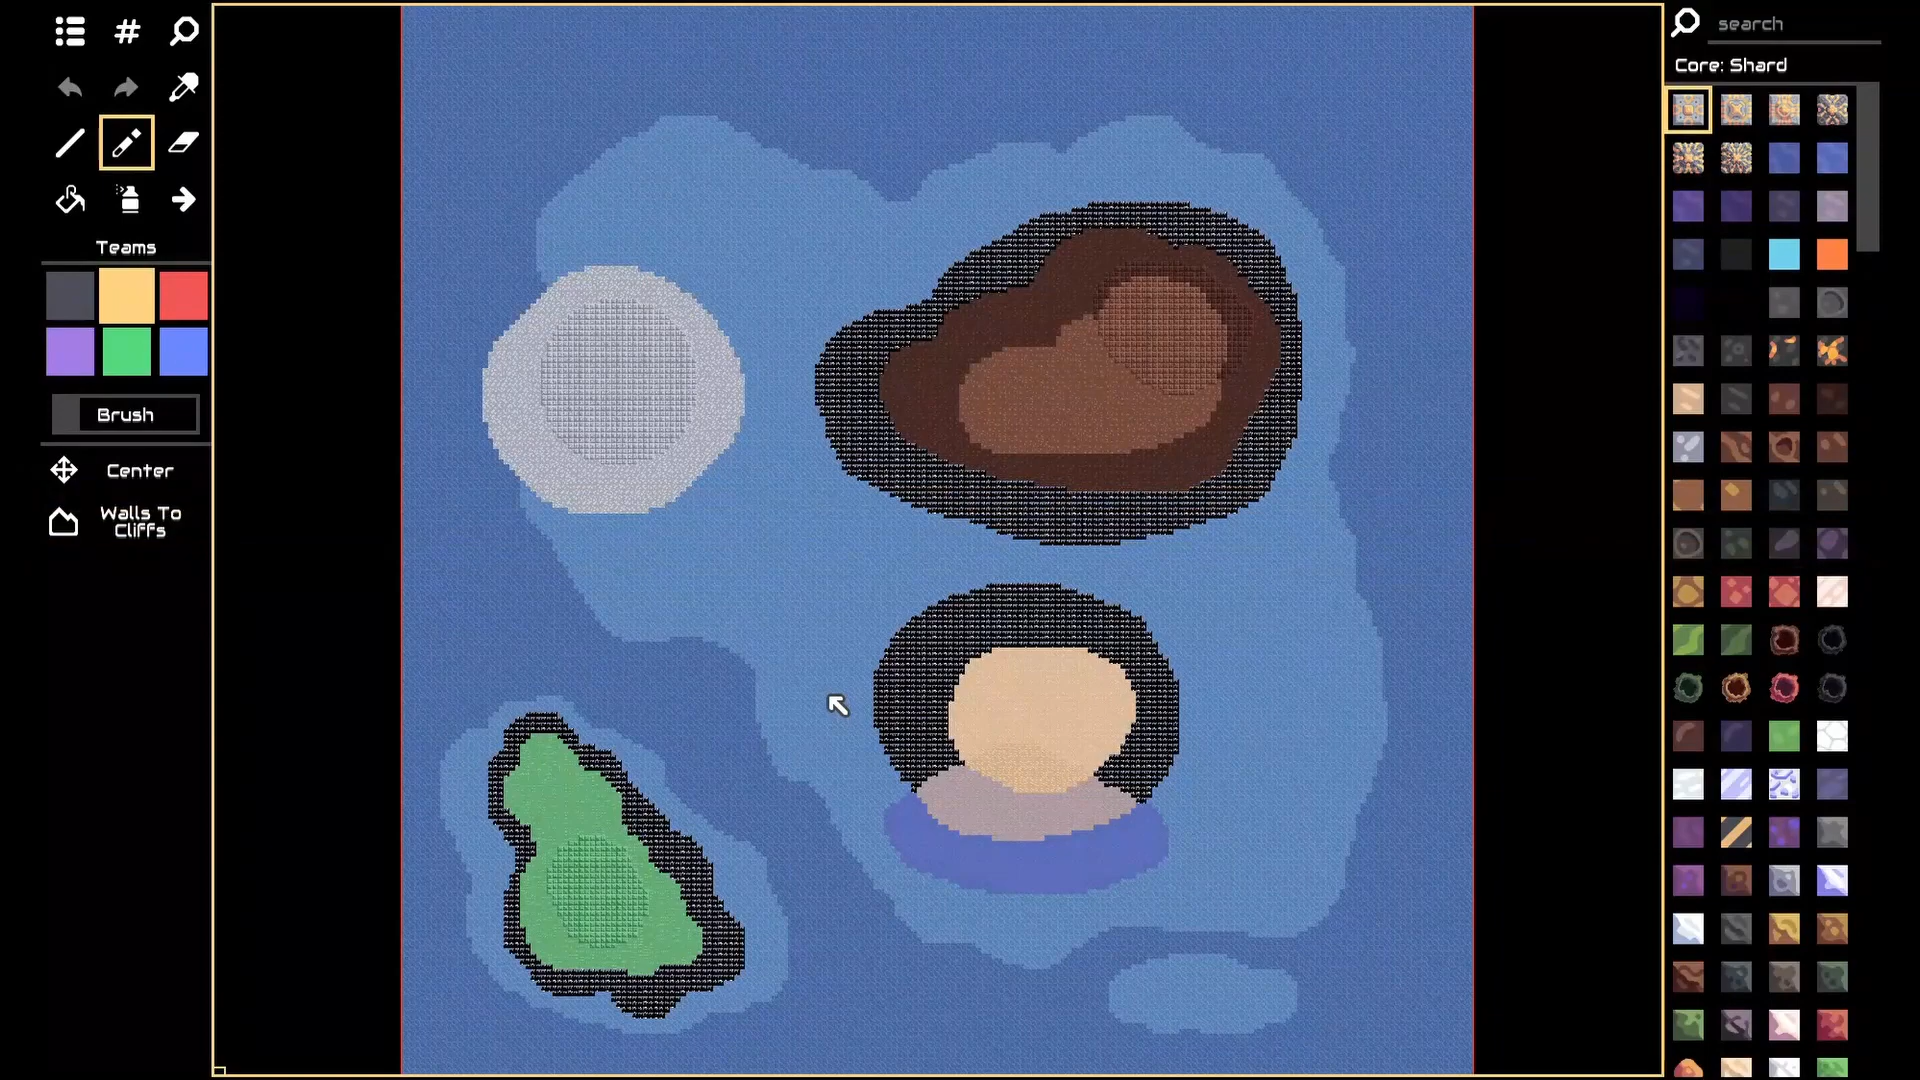 search
Core: Shard
Teams
Brush
Center
Walls To
Cliffs